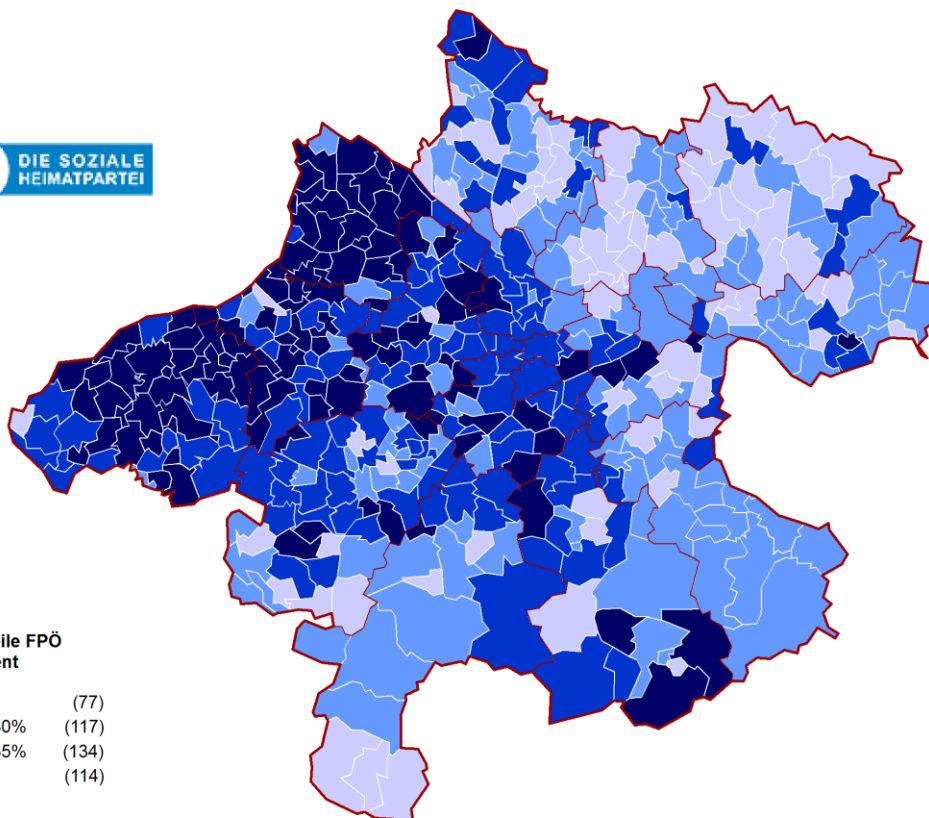 DIE SOZIALE
HEIMATPARTEI
ile FPÖ
ent
(77)
0% (117)
5% (134)
(114)